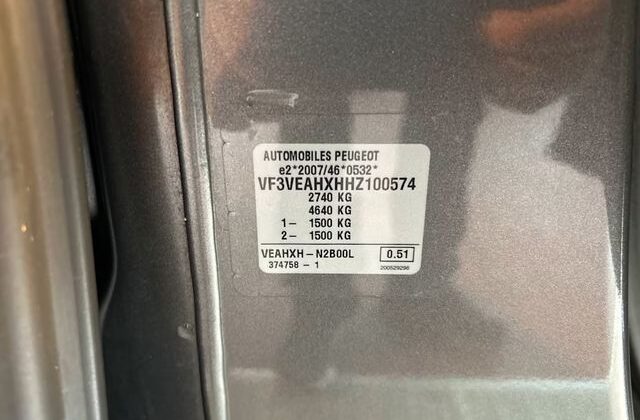 AUTOMOBILES PEUGEOT
e2*2007/46*0532*
VF3VEAHXHHZ100574
2740 KG
4640 KG
1- 1500 KG
2- 1500 KG
VEAHXH-N2B00L 0.51
374758-1 200529296